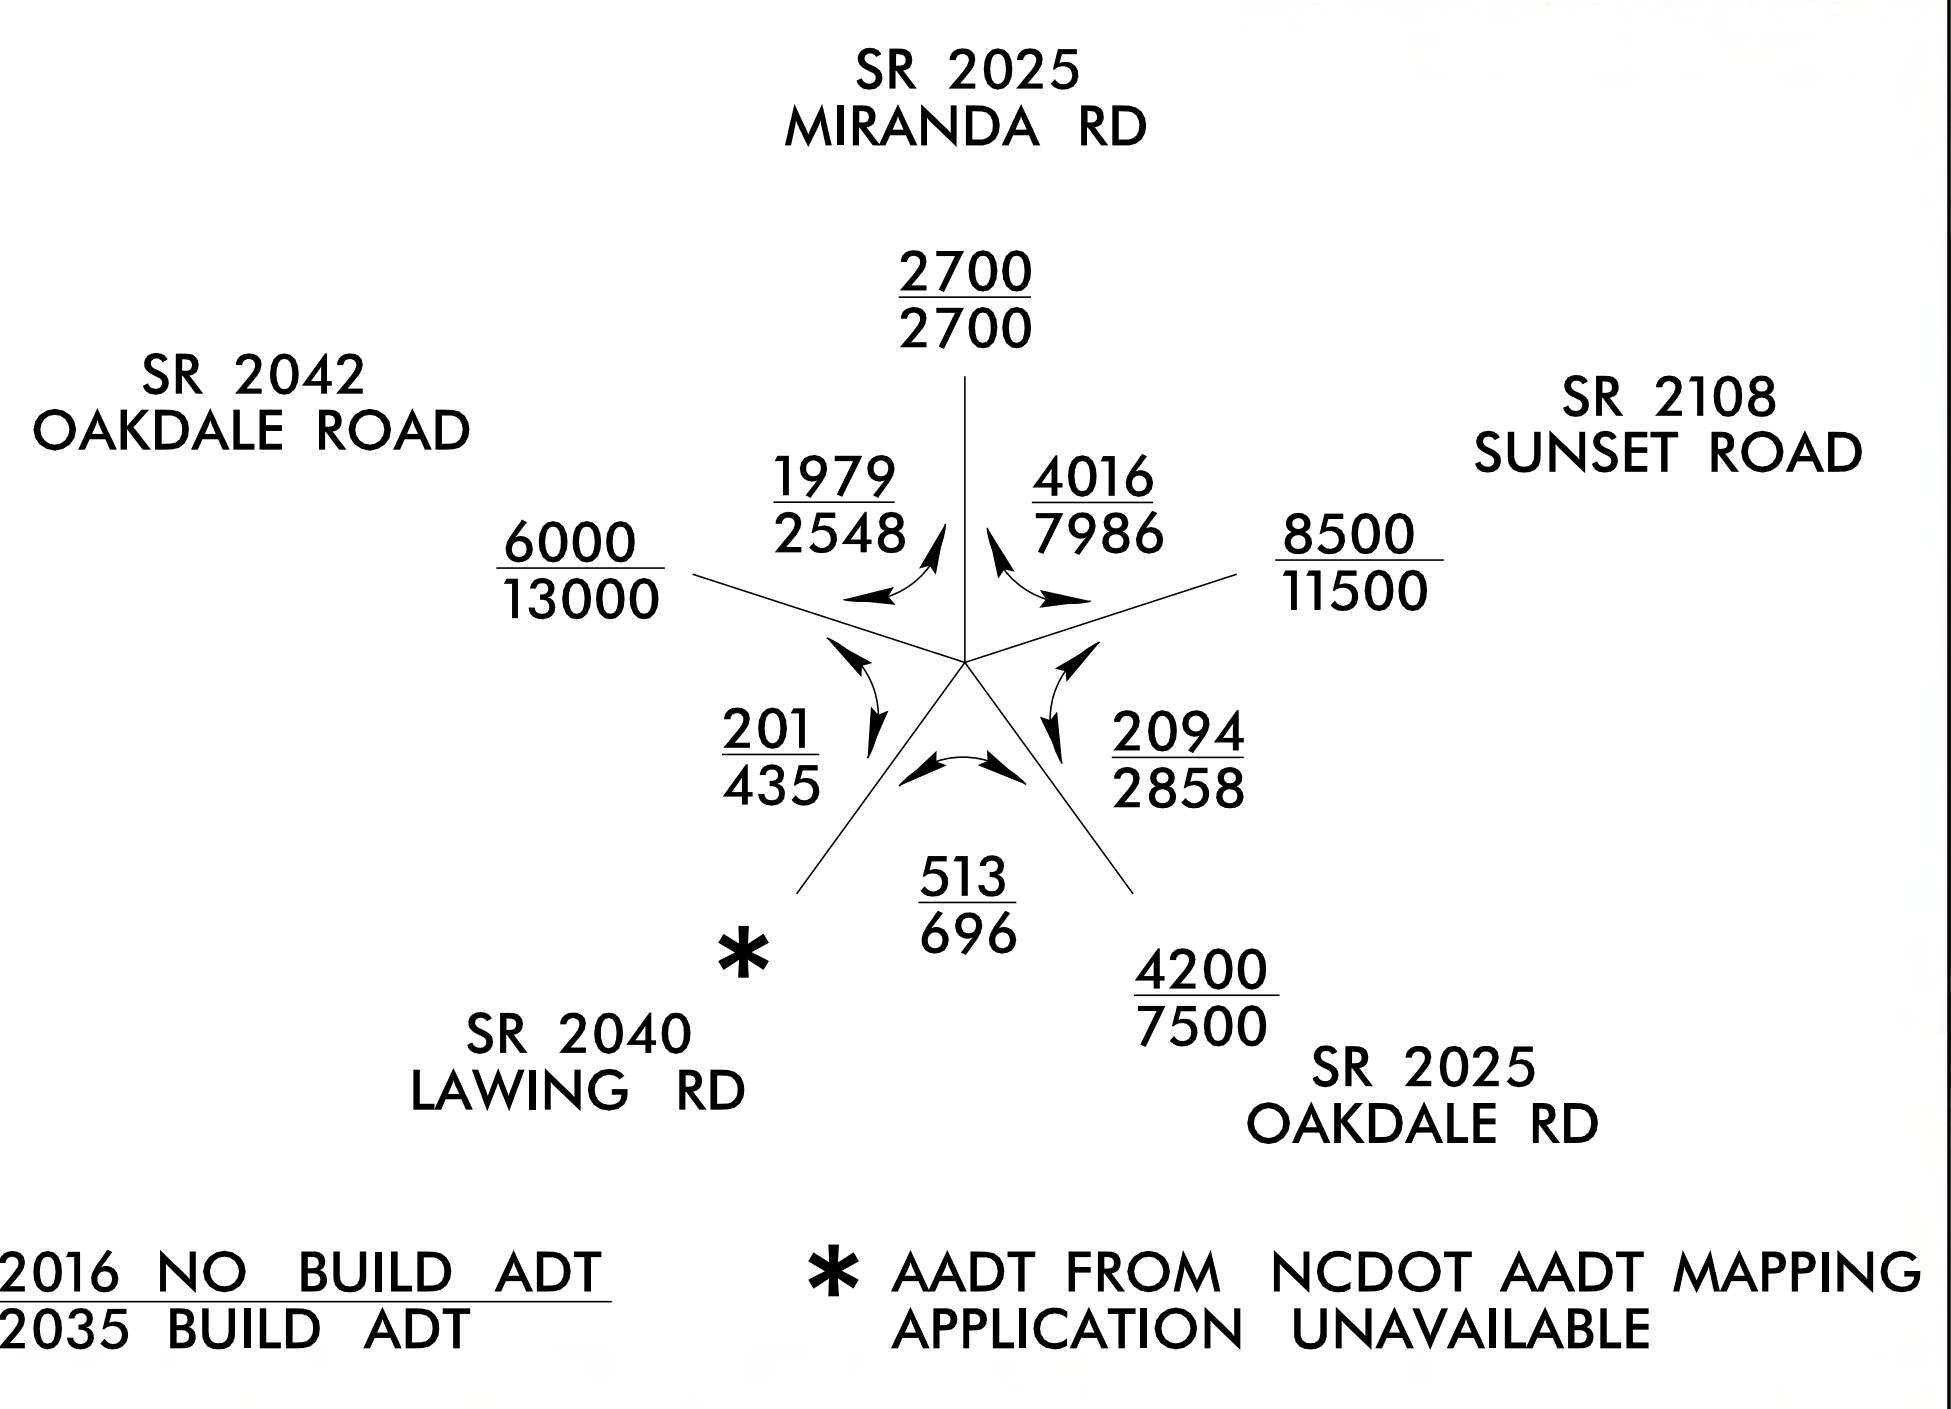 SR 2025
MIRANDA RD
2700
2700
SR 2042
OAKDALE ROAD
SR 2108
SUNSET ROAD
1979
2548
4016
7986
6000
13000
8500
11500
201
435
2094
2858
513
696
*
4200
7500
SR 2040
LAWING RD
SR 2025
OAKDALE RD
2016 NO BUILD ADT
2035 BUILD ADT
* AADT FROM NCDOT AADT MAPPING
APPLICATION UNAVAILABLE